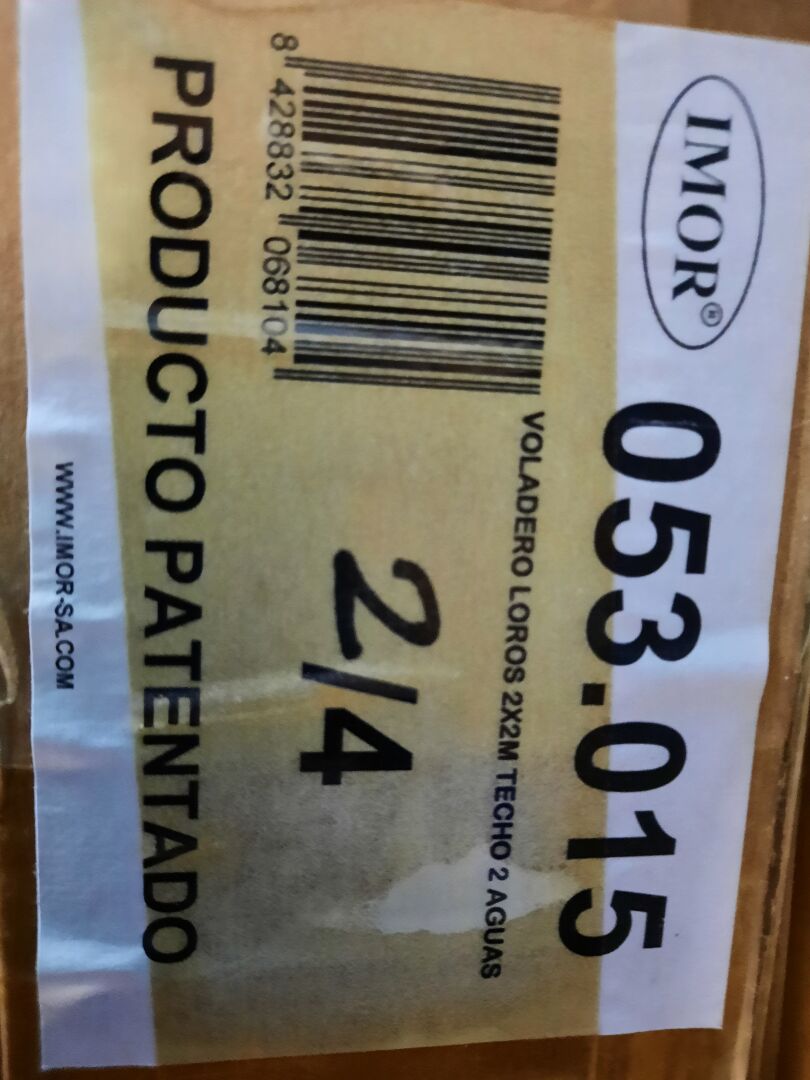 IMOR®
053.015
VOLADERO LOROS 2X2M TECHO 2 AGUAS
8 428832 068104
2/4
PRODUCTO PATENTADO
WWW.IMOR-SA.COM